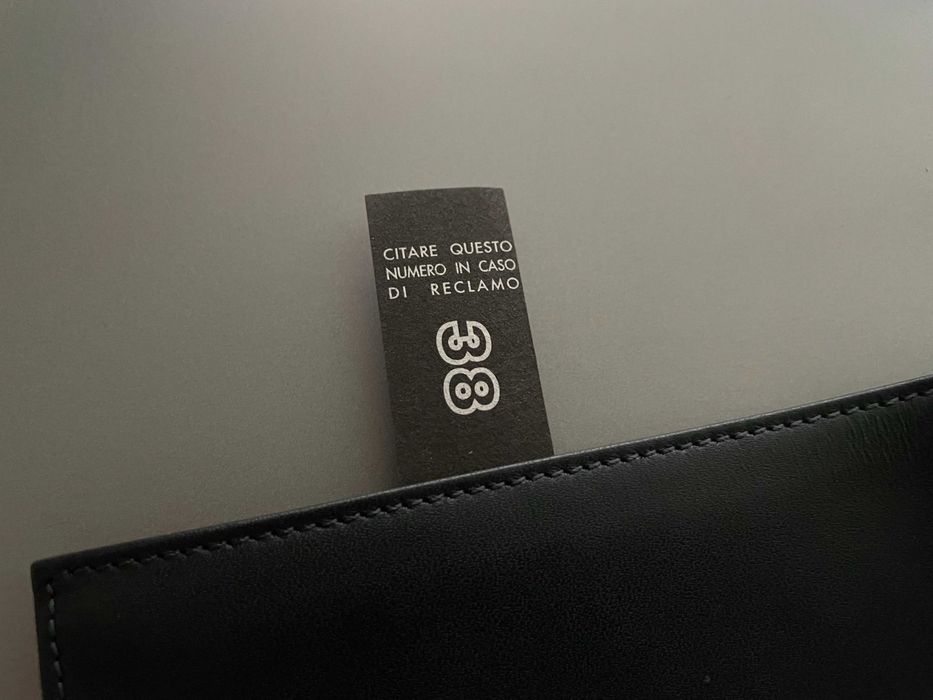 CITARE QUESTO
NUMERO IN CASO
DI RECLAMO
38